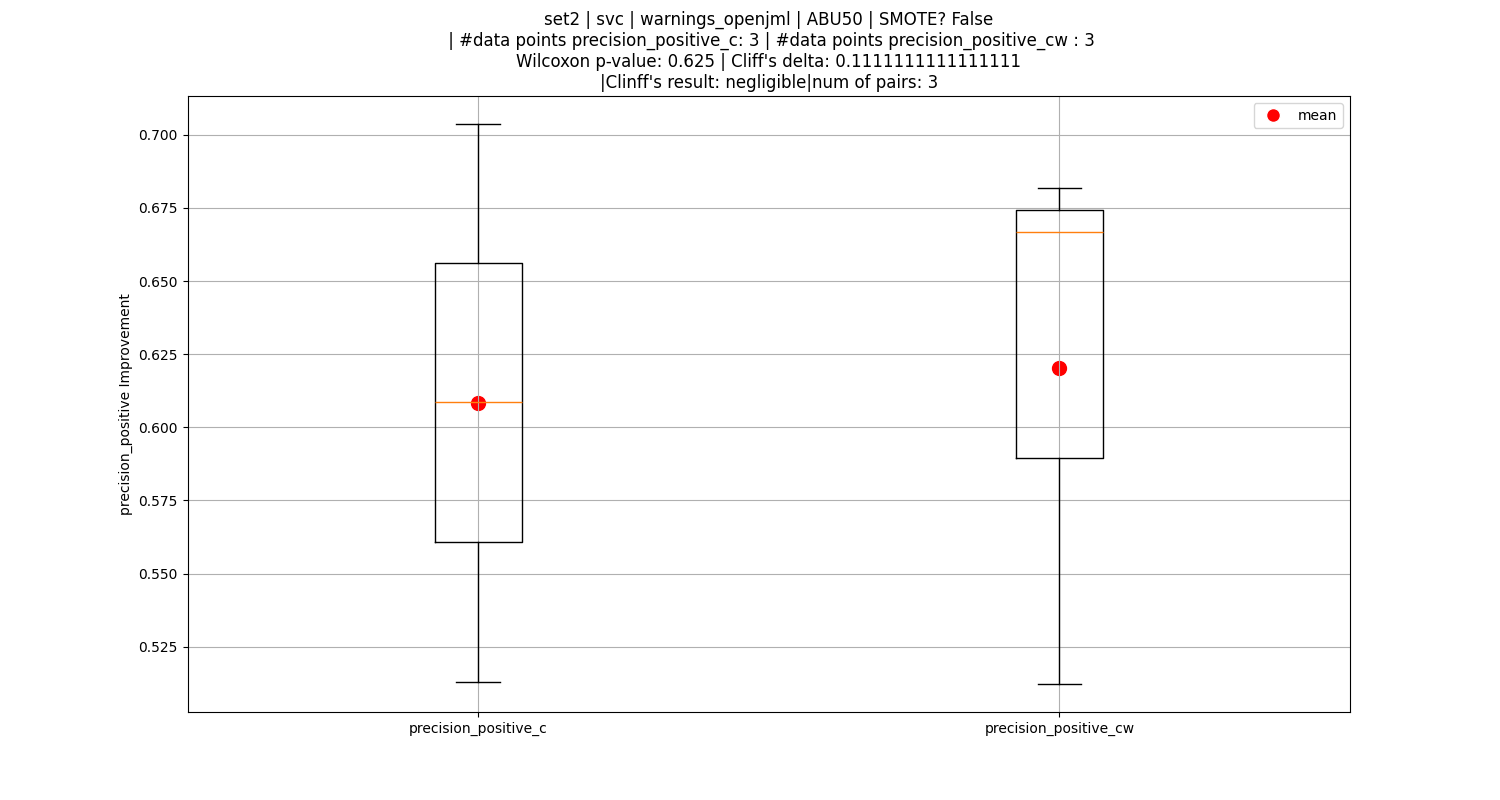 set2 | svc | warnings_openjml | ABU50 | SMOTE? False
| #data points precision_positive_c: 3 | #data points precision_positive_cw : 3
Wilcoxon p-value: 0.625 | Cliff's delta: 0.1111111111111111
|Clinff's result: negligible|num of pairs: 3
mean
0.700
0.675
0.650
0.625
0.600
0.575
0.550
0.525
precision_positive Improvement
precision_positive_c
precision_positive_cw